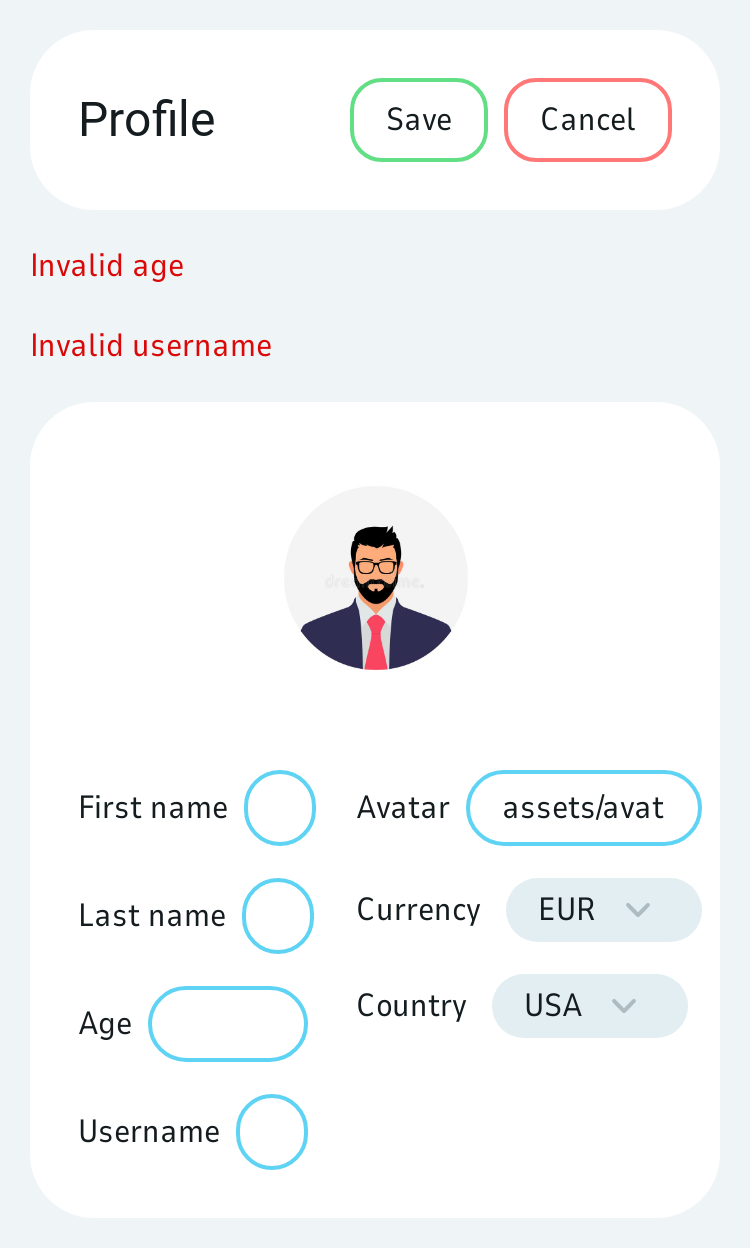 Profile
Save
Cancel
Invalid age
Invalid username
First name
Avatar
assets/avat
Last name
Currency
EUR
Age
Country
USA
Username